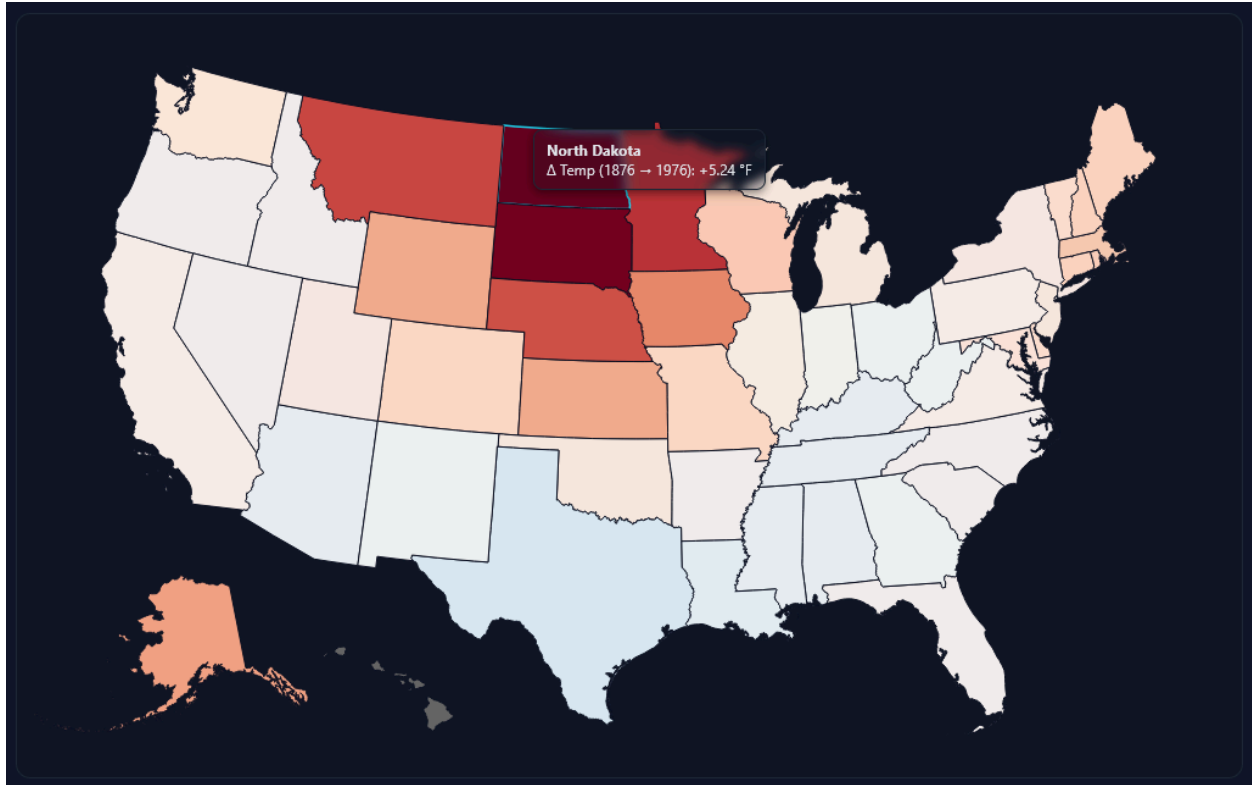 North Dakota
Δ Temp (1876 → 1976): +5.24 °F